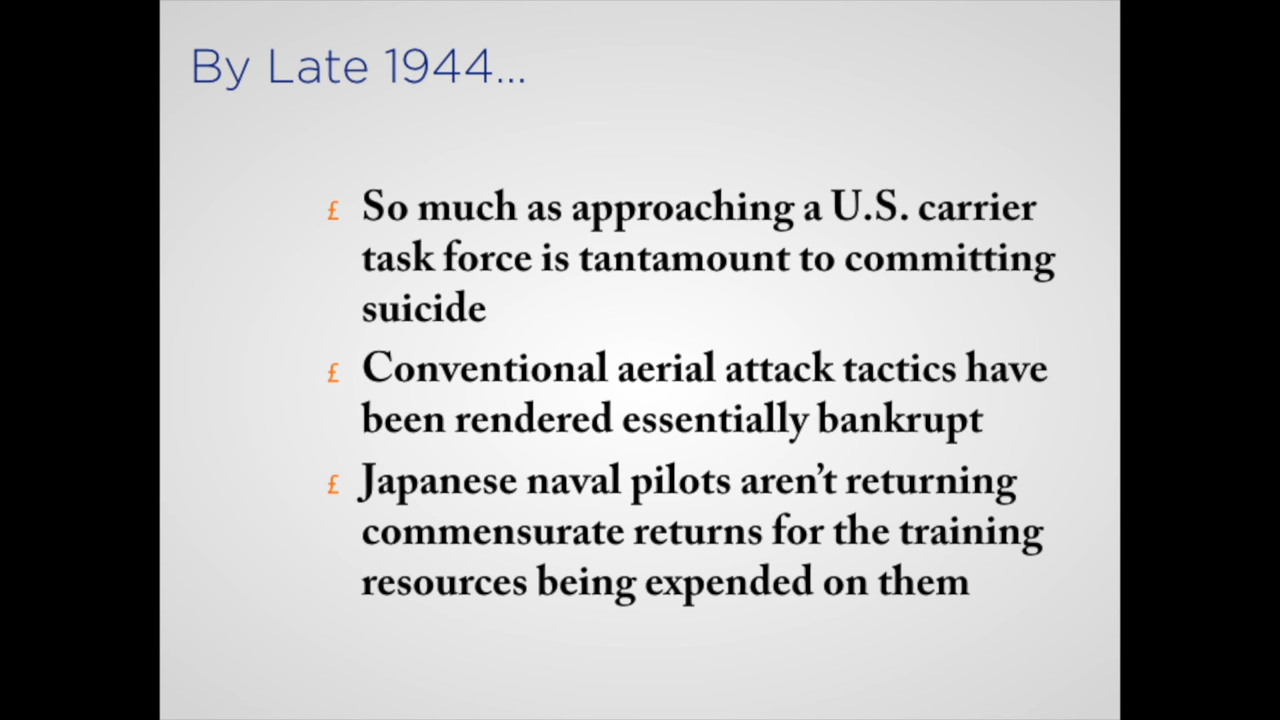 By Late 1944...
£ So much as approaching a U.S. carrier
task force is tantamount to committing
suicide
£ Conventional aerial attack tactics have
been rendered essentially bankrupt
£ Japanese naval pilots aren’t returning
commensurate returns for the training
resources being expended on them